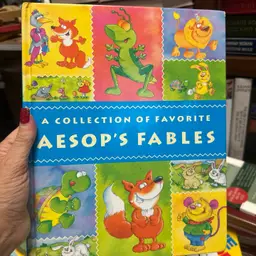 A COLLECTION OF FAVORITE
AESOP'S FABLES